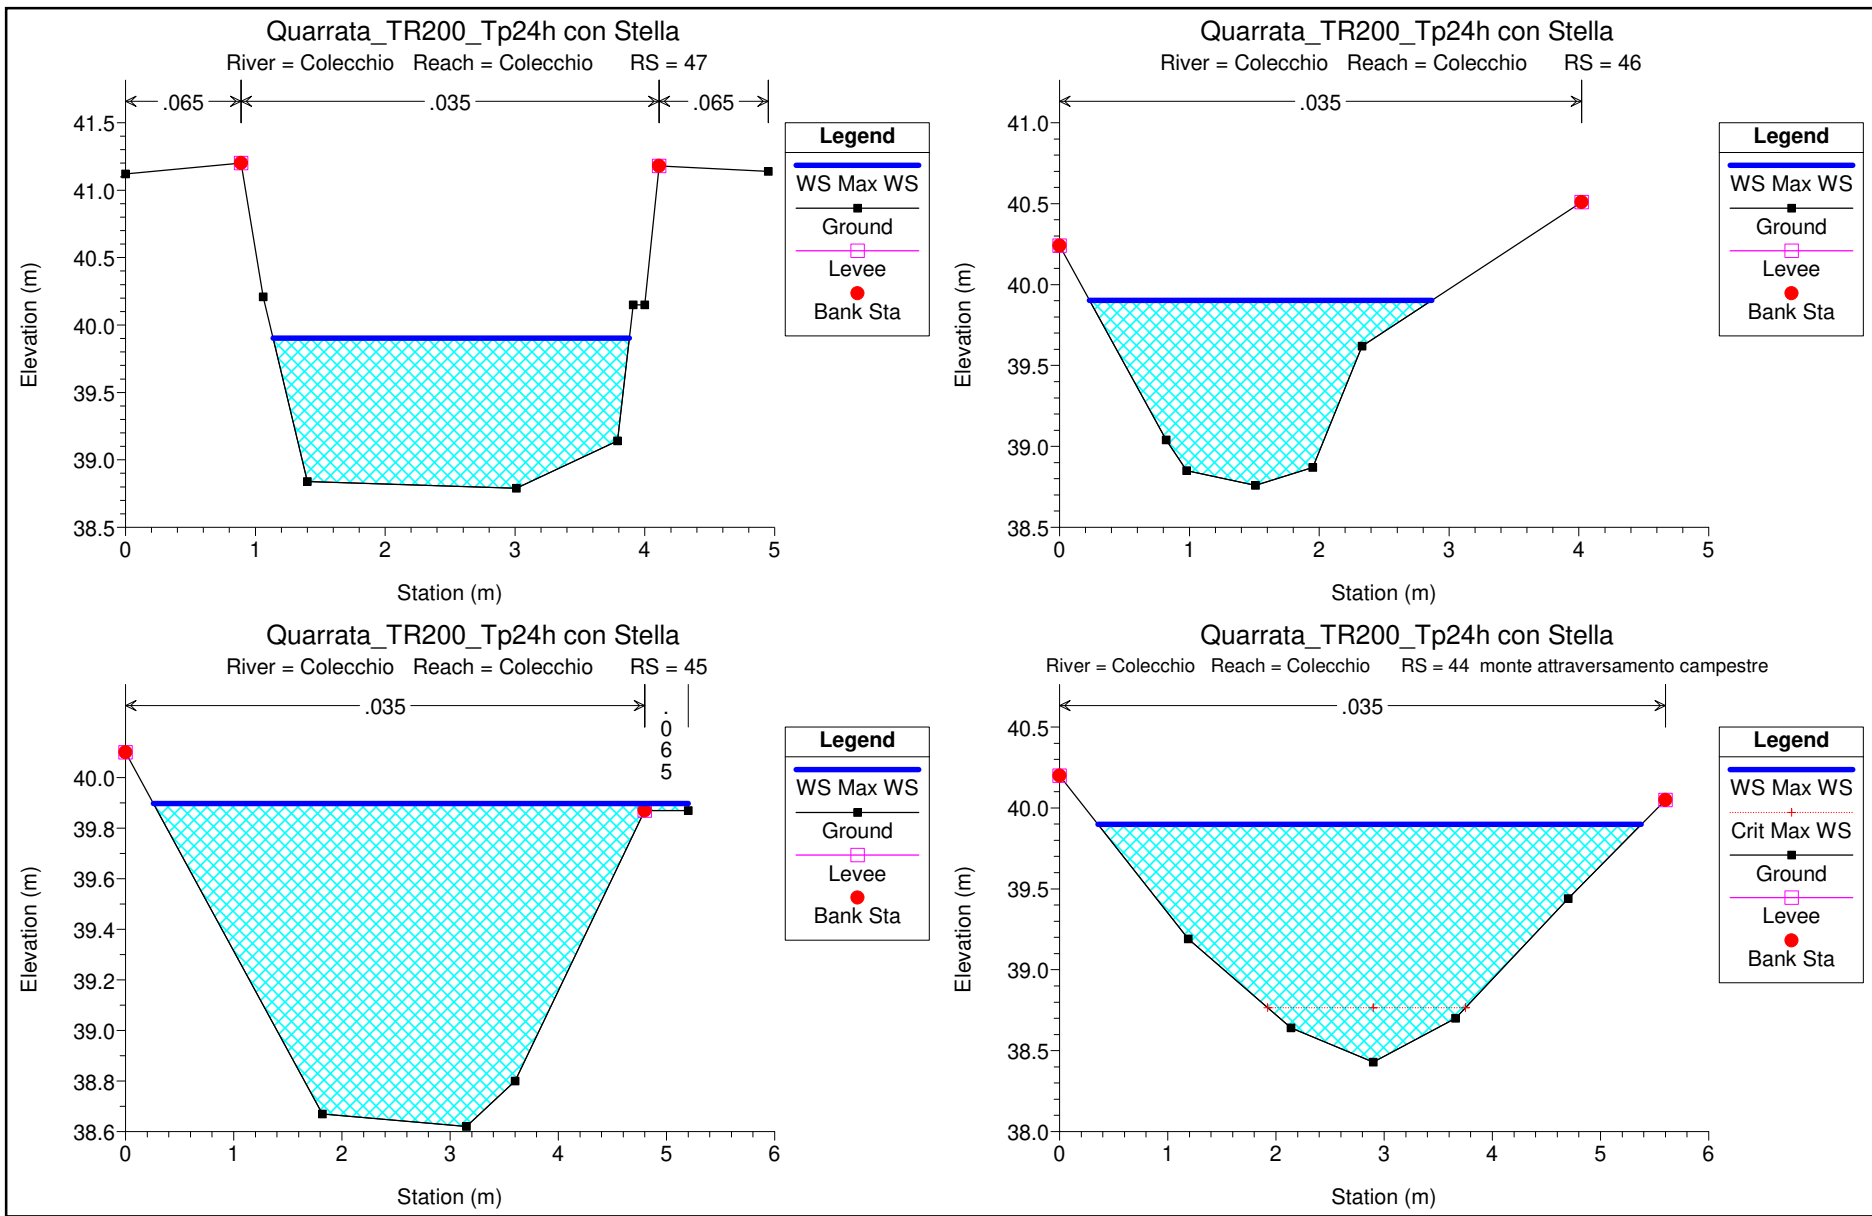 Quarrata_TR200_Tp24h con Stella
River = Colecchio Reach = Colecchio RS = 47
.065 .035 .065
41.5
41.0
40.5
40.0
39.5
39.0
38.5
Elevation (m)
0 1 2 3 4 5
Station (m)
Legend
WS Max WS
Ground
Levee
Bank Sta
Quarrata_TR200_Tp24h con Stella
River = Colecchio Reach = Colecchio RS = 46
.035
41.0
40.5
40.0
39.5
39.0
38.5
Elevation (m)
0 1 2 3 4 5
Station (m)
Legend
WS Max WS
Ground
Levee
Bank Sta
Quarrata_TR200_Tp24h con Stella
River = Colecchio Reach = Colecchio RS = 45
.035
.
0
6
5
40.0
39.8
39.6
39.4
39.2
39.0
38.8
38.6
Elevation (m)
0 1 2 3 4 5 6
Station (m)
Legend
WS Max WS
Ground
Levee
Bank Sta
Quarrata_TR200_Tp24h con Stella
River = Colecchio Reach = Colecchio RS = 44 monte attraversamento campestre
.035
40.5
40.0
39.5
39.0
38.5
38.0
Elevation (m)
0 1 2 3 4 5 6
Station (m)
Legend
WS Max WS
Crit Max WS
Ground
Levee
Bank Sta